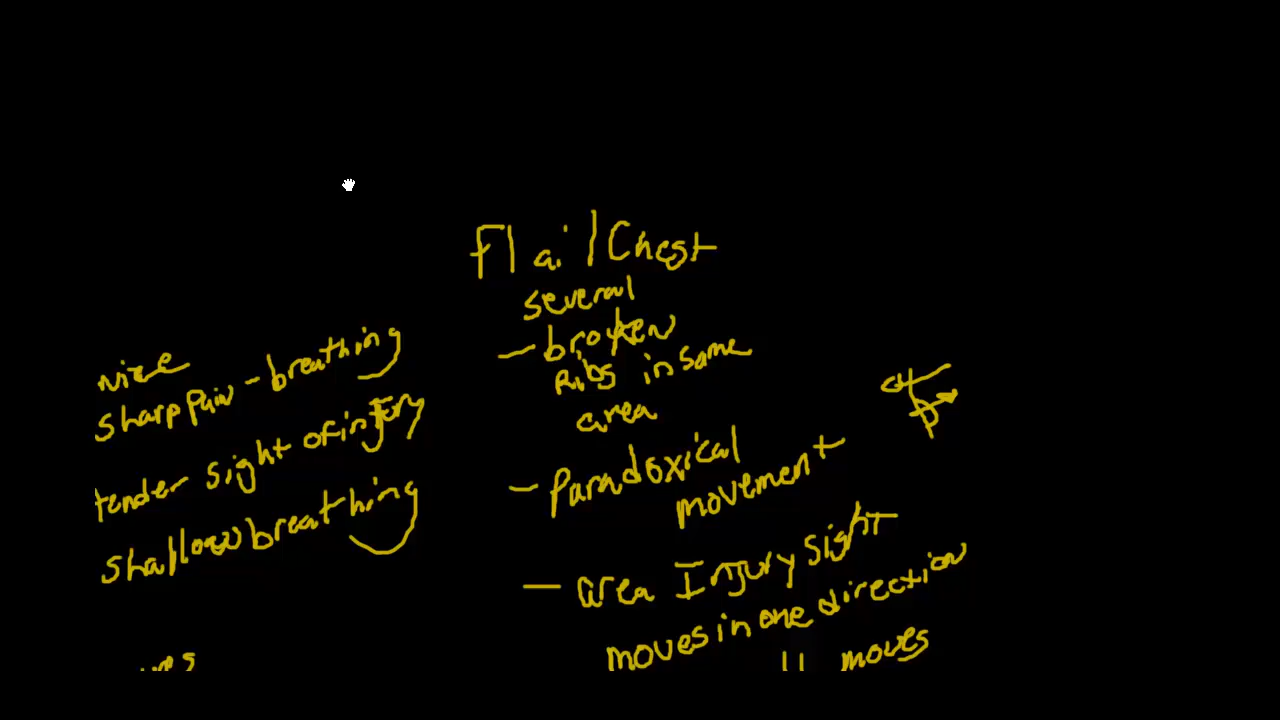 Flail Chest
several
- broken
Ribs in same
area
- Paradoxical
movement
- area Injury Sight
moves in one direction
moves
sharp pain - breathing
tender sight of injury
shallow breathing